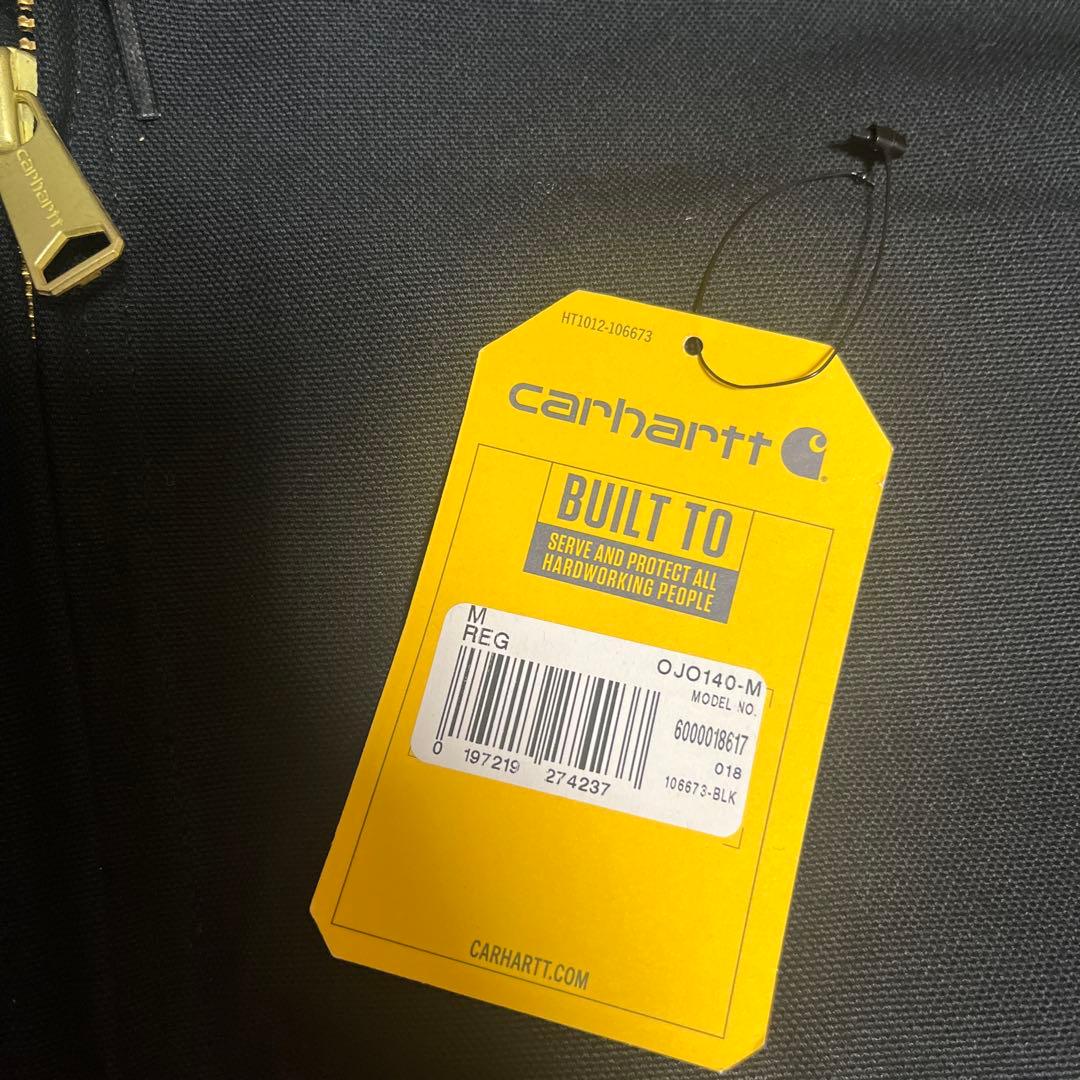 carhartt
HT1012-106673
carhartt
BUILT TO
SERVE AND PROTECT ALL
HARDWORKING PEOPLE
M
REG
OJO140-M
MODEL NO.
6000018617
018
106673-BLK
0 197219 274237
CARHARTT.COM